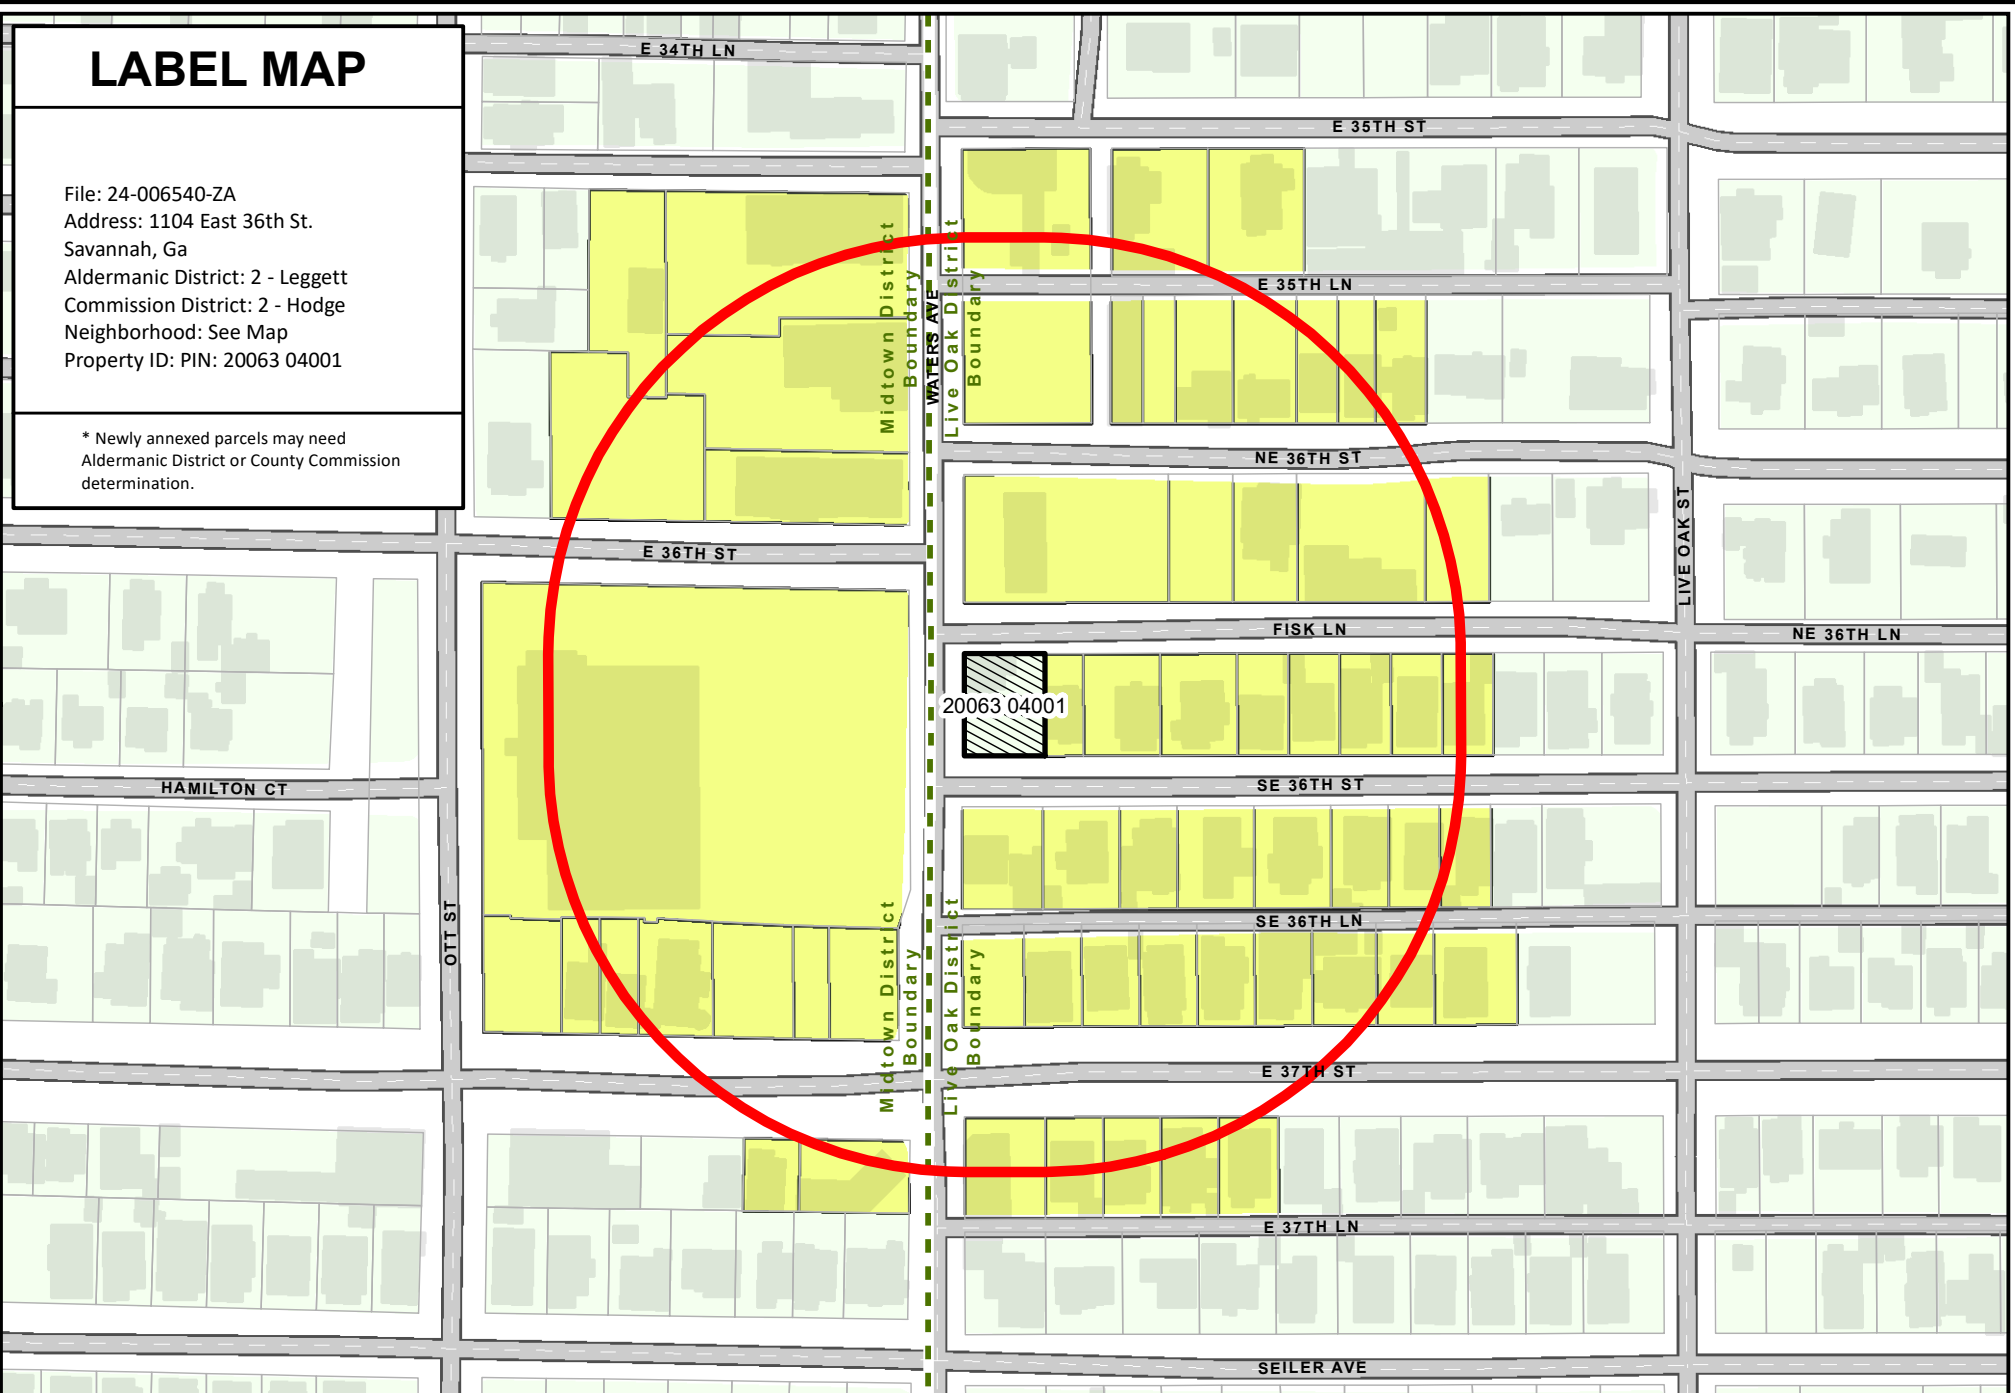 LABEL MAP
File: 24-006540-ZA
Address: 1104 East 36th St.
Savannah, Ga
Aldermanic District: 2 - Leggett
Commission District: 2 - Hodge
Neighborhood: See Map
Property ID: PIN: 20063 04001
* Newly annexed parcels may need
Aldermanic District or County Commission
determination.
E 34TH LN
E 35TH ST
E 35TH LN
Midtown District
Boundary
WATERS AVE
Live Oak District
Boundary
NE 36TH ST
E 36TH ST
LIVE OAK ST
FISK LN
NE 36TH LN
20063 04001
HAMILTON CT
SE 36TH ST
OTT ST
SE 36TH LN
Midtown District
Boundary
Live Oak District
Boundary
E 37TH ST
E 37TH LN
SEILER AVE